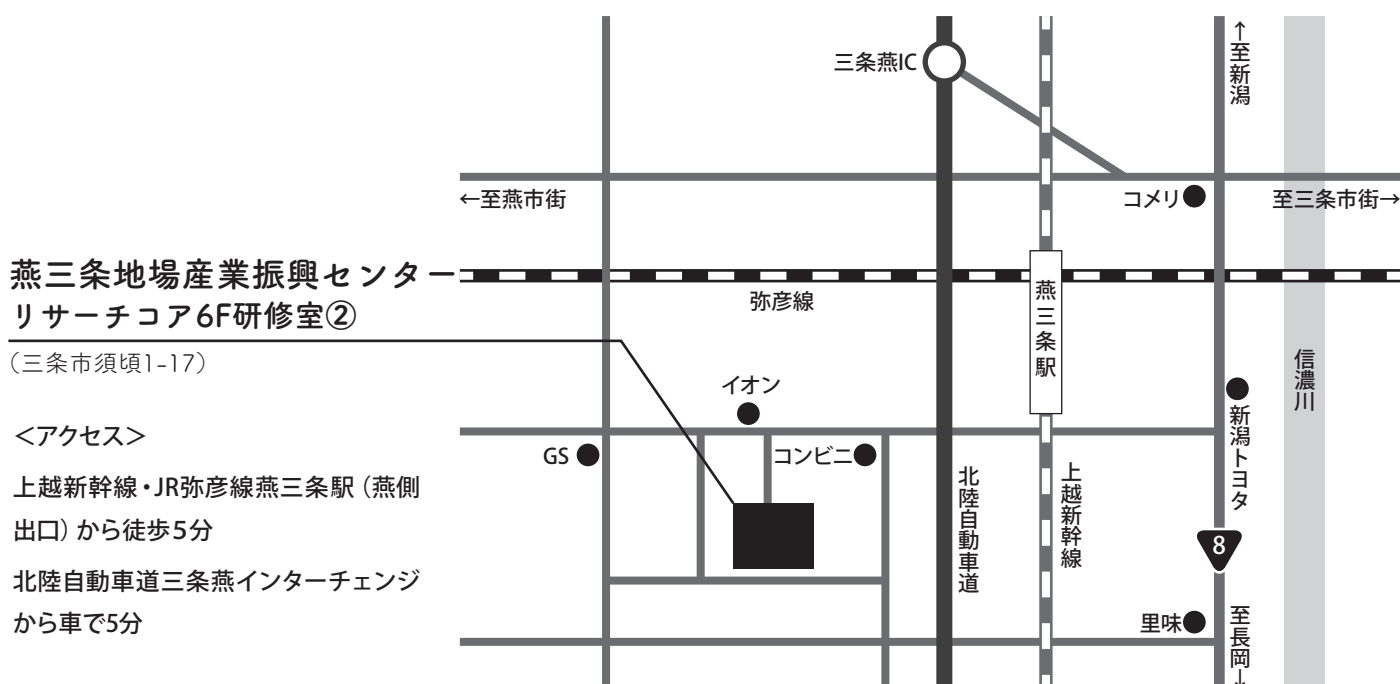 三条燕IC
↑至新潟
←至燕市街
コメリ
至三条市街→
燕三条地場産業振興センター
リサーチコア6F研修室②
(三条市須頃1-17)
弥彦線
燕三条駅
信濃川
イオン
新潟トヨタ
<アクセス>
GS
コンビニ
上越新幹線・JR弥彦線燕三条駅(燕側
出口)から徒歩5分
北陸自動車道三条燕インターチェンジ
から車で5分
北陸自動車道
上越新幹線
8
里味
至長岡↓